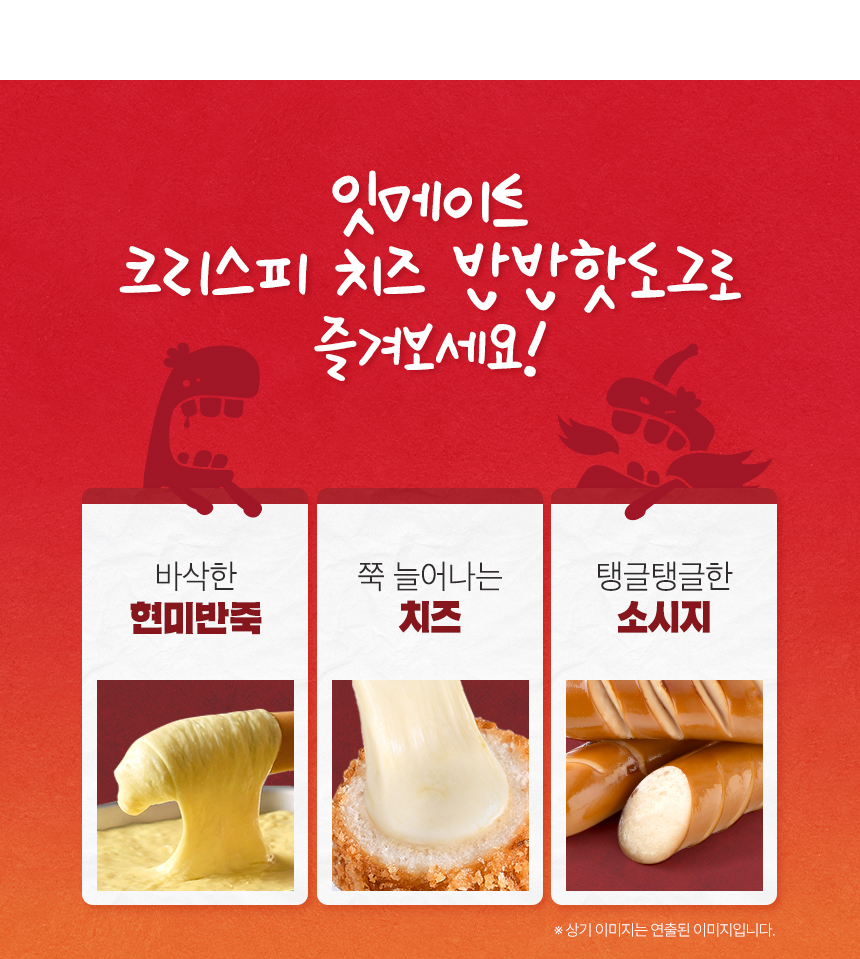 잇메이트
크리스피 치즈 반반핫도그로
즐겨보세요!
바삭한
현미반죽
쭉 늘어나는
치즈
탱글탱글한
소시지
※ 상기 이미지는 연출된 이미지입니다.